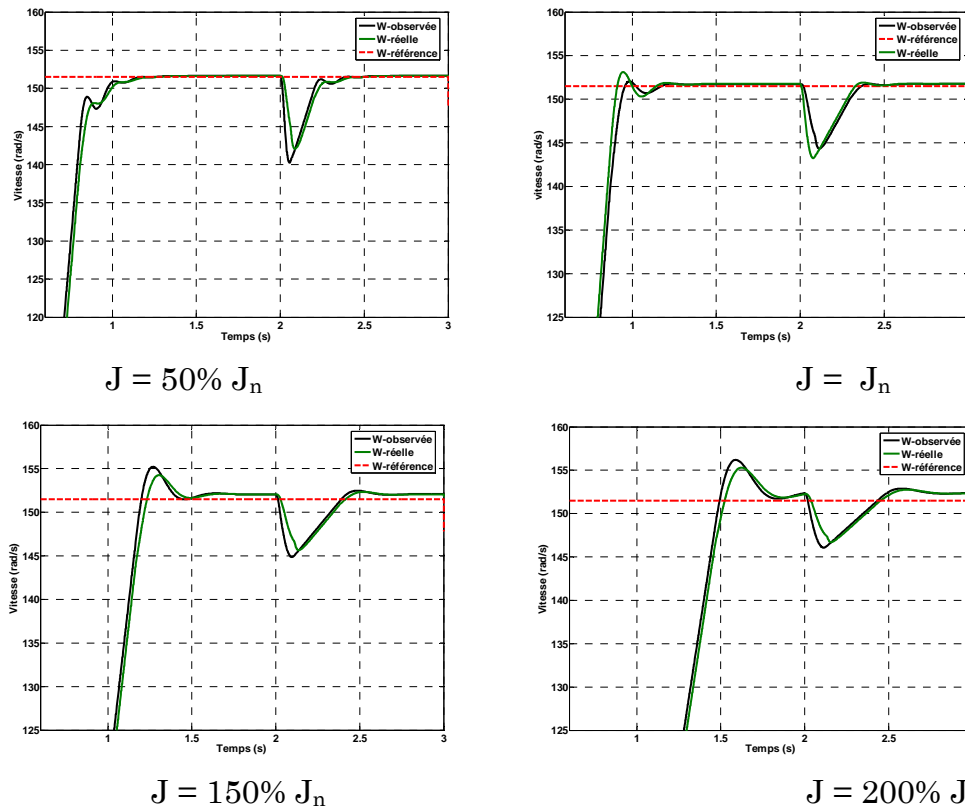 160
155
150
145
140
135
130
125
120
1
1.5
2
2.5
3
Temps (s)
Vitesse (rad/s)
W-observée
W-réelle
W-référence
J = 50% Jn
160
155
150
145
140
135
130
125
1
1.5
2
2.5
Temps (s)
vitesse (rad/s)
W-observée
W-référence
W-réelle
J = Jn
160
155
150
145
140
135
130
125
1
1.5
2
2.5
3
Temps (s)
Vitesse (rad/s)
W-observée
W-réelle
W-référence
J = 150% Jn
160
155
150
145
140
135
130
125
1
1.5
2
2.5
Temps (s)
Vitesse (rad/s)
W-observée
W-réelle
W-référence
J = 200% J